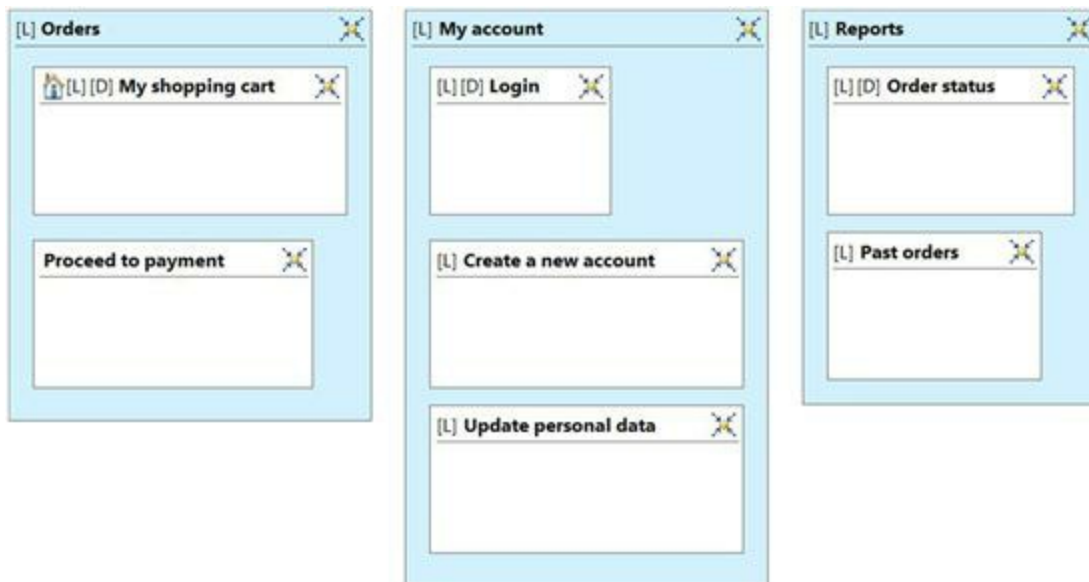 [L] Orders
[L] [D] My shopping cart
Proceed to payment
[L] My account
[L] [D] Login
[L] Create a new account
[L] Update personal data
[L] Reports
[L] [D] Order status
[L] Past orders